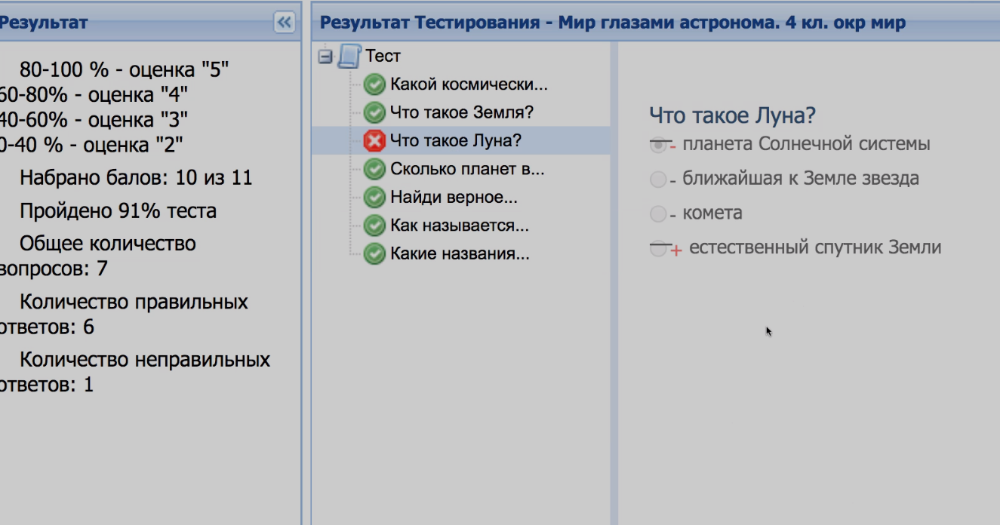 Результат
80-100 % - оценка "5"
60-80% - оценка "4"
40-60% - оценка "3"
0-40 % - оценка "2"
Набрано балов: 10 из 11
Пройдено 91% теста
Общее количество
вопросов: 7
Количество правильных
ответов: 6
Количество неправильных
ответов: 1
Результат Тестирования - Мир глазами астронома. 4 кл. окр мир
Тест
Какой космически...
Что такое Земля?
Что такое Луна?
Сколько планет в...
Найди верное...
Как называется...
Какие названия...
Что такое Луна?
- планета Солнечной системы
- ближайшая к Земле звезда
- комета
+ естественный спутник Земли